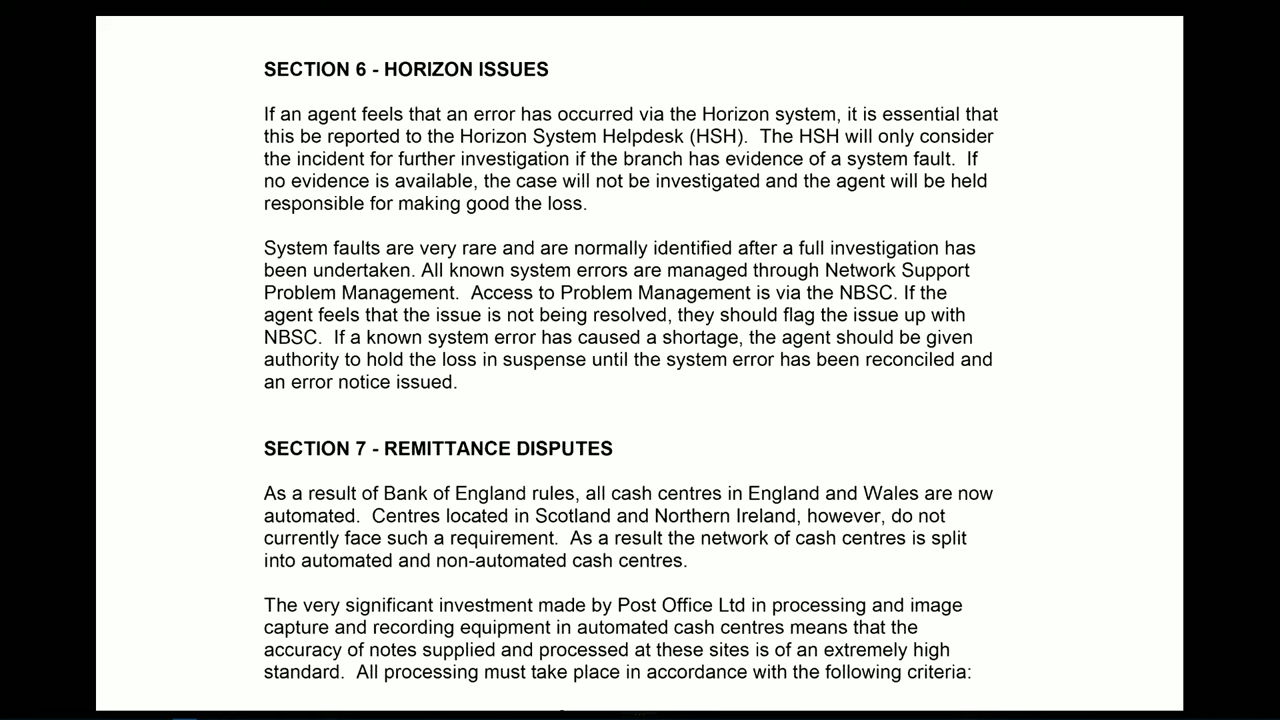 SECTION 6 - HORIZON ISSUES
If an agent feels that an error has occurred via the Horizon system, it is essential that
this be reported to the Horizon System Helpdesk (HSH).  The HSH will only consider
the incident for further investigation if the branch has evidence of a system fault.  If
no evidence is available, the case will not be investigated and the agent will be held
responsible for making good the loss.
System faults are very rare and are normally identified after a full investigation has
been undertaken. All known system errors are managed through Network Support
Problem Management.  Access to Problem Management is via the NBSC. If the
agent feels that the issue is not being resolved, they should flag the issue up with
NBSC.  If a known system error has caused a shortage, the agent should be given
authority to hold the loss in suspense until the system error has been reconciled and
an error notice issued.
SECTION 7 - REMITTANCE DISPUTES
As a result of Bank of England rules, all cash centres in England and Wales are now
automated.  Centres located in Scotland and Northern Ireland, however, do not
currently face such a requirement.  As a result the network of cash centres is split
into automated and non-automated cash centres.
The very significant investment made by Post Office Ltd in processing and image
capture and recording equipment in automated cash centres means that the
accuracy of notes supplied and processed at these sites is of an extremely high
standard.  All processing must take place in accordance with the following criteria: